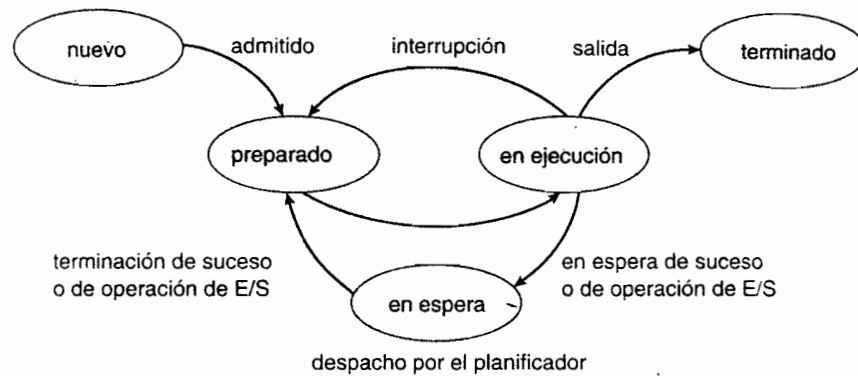 nuevo
admitido
interrupción
salida
terminado
preparado
en ejecución
terminación de suceso
o de operación de E/S
en espera de suceso
o de operación de E/S
en espera
despacho por el planificador